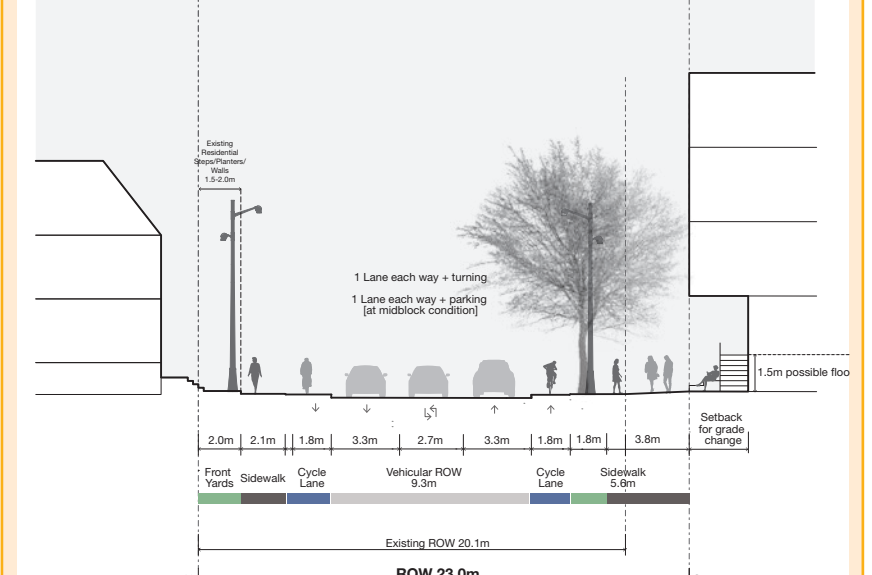 Existing
Residential
Steps/Planters/
Walls
1.5-2.0m
1 Lane each way + turning
1 Lane each way + parking
[at midblock condition]
1.5m possible floo
Setback
for grade
change
2.0m 2.1m 1.8m 3.3m 2.7m 3.3m 1.8m 1.8m 3.8m
Front
Yards
Sidewalk
Cycle
Lane
Vehicular ROW
9.3m
Cycle
Lane
Sidewalk
5.6m
Existing ROW 20.1m
ROW 23.0m